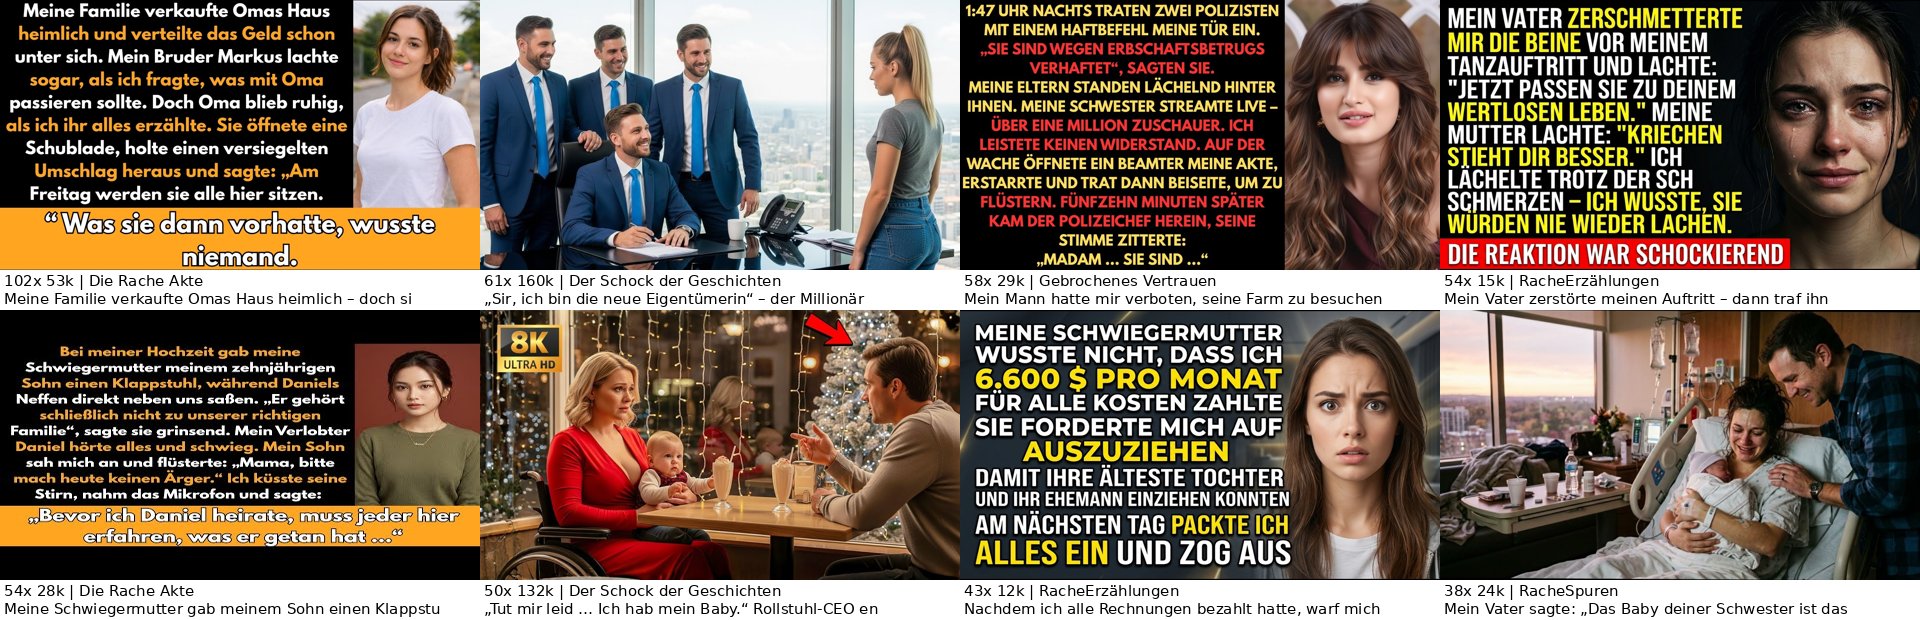 Meine Familie verkaufte Omas Haus
heimlich und verteilte das Geld schon
unter sich. Mein Bruder Markus lachte
sogar, als ich fragte, was mit Oma
passieren sollte. Doch Oma blieb ruhig,
als ich ihr alles erzählte. Sie öffnete eine
Schublade, holte einen versiegelten
Umschlag heraus und sagte: „Am
Freitag werden sie alle hier sitzen.
“Was sie dann vorhatte, wusste
niemand.
102x 53k | Die Rache Akte
Meine Familie verkaufte Omas Haus heimlich – doch si
61x 160k | Der Schock der Geschichten
„Sir, ich bin die neue Eigentümerin“ – der Millionär
1:47 UHR NACHTS TRATEN ZWEI POLIZISTEN
MIT EINEM HAFTBEFEHL MEINE TÜR EIN.
„SIE SIND WEGEN ERBSCHAFTSBETRUGS
VERHAFTET“, SAGTEN SIE.
MEINE ELTERN STANDEN LÄCHELND HINTER
IHNEN. MEINE SCHWESTER STREAMTE LIVE –
ÜBER EINE MILLION ZUSCHAUER. ICH
LEISTETE KEINEN WIDERSTAND. AUF DER
WACHE ÖFFNETE EIN BEAMTER MEINE AKTE,
ERSTARRTE UND TRAT DANN BEISEITE, UM ZU
FLÜSTERN. FÜNFZEHN MINUTEN SPÄTER
KAM DER POLIZEICHEF HEREIN, SEINE
STIMME ZITTERTE:
„MADAM ... SIE SIND ...“
58x 29k | Gebrochenes Vertrauen
Mein Mann hatte mir verboten, seine Farm zu besuchen
MEIN VATER ZERSCHMETTERTE
MIR DIE BEINE VOR MEINEM
TANZAUFTRITT UND LACHTE:
"JETZT PASSEN SIE ZU DEINEM
WERTLOSEN LEBEN." MEINE
MUTTER LACHTE: "KRIECHEN
STIEHT DIR BESSER." ICH
LÄCHELTE TROTZ DER SCH
SCHMERZEN – ICH WUSSTE, SIE
WÜRDEN NIE WIEDER LACHEN.
DIE REAKTION WAR SCHOCKIEREND
54x 15k | RacheErzählungen
Mein Vater zerstörte meinen Auftritt – dann traf ihn
Bei meiner Hochzeit gab meine
Schwiegermutter meinem zehnjährigen
Sohn einen Klappstuhl, während Daniels
Neffen direkt neben uns saßen. „Er gehört
schließlich nicht zu unserer richtigen
Familie“, sagte sie grinsend. Mein Verlobter
Daniel hörte alles und schwieg. Mein Sohn
sah mich an und flüsterte: „Mama, bitte
mach heute keinen Ärger.“ Ich küsste seine
Stirn, nahm das Mikrofon und sagte:
„Bevor ich Daniel heirate, muss jeder hier
erfahren, was er getan hat ...“
54x 28k | Die Rache Akte
Meine Schwiegermutter gab meinem Sohn einen Klappstu
8K
ULTRA HD
50x 132k | Der Schock der Geschichten
„Tut mir leid ... Ich hab mein Baby.“ Rollstuhl-CEO en
MEINE SCHWIEGERMUTTER
WUSSTE NICHT, DASS ICH
6.600 $ PRO MONAT
FÜR ALLE KOSTEN ZAHLTE
SIE FORDERTE MICH AUF
AUSZUZIEHEN
DAMIT IHRE ÄLTESTE TOCHTER
UND IHR EHEMANN EINZIEHEN KONNTEN
AM NÄCHSTEN TAG PACKTE ICH
ALLES EIN UND ZOG AUS
43x 12k | RacheErzählungen
Nachdem ich alle Rechnungen bezahlt hatte, warf mich
38x 24k | RacheSpuren
Mein Vater sagte: „Das Baby deiner Schwester ist das